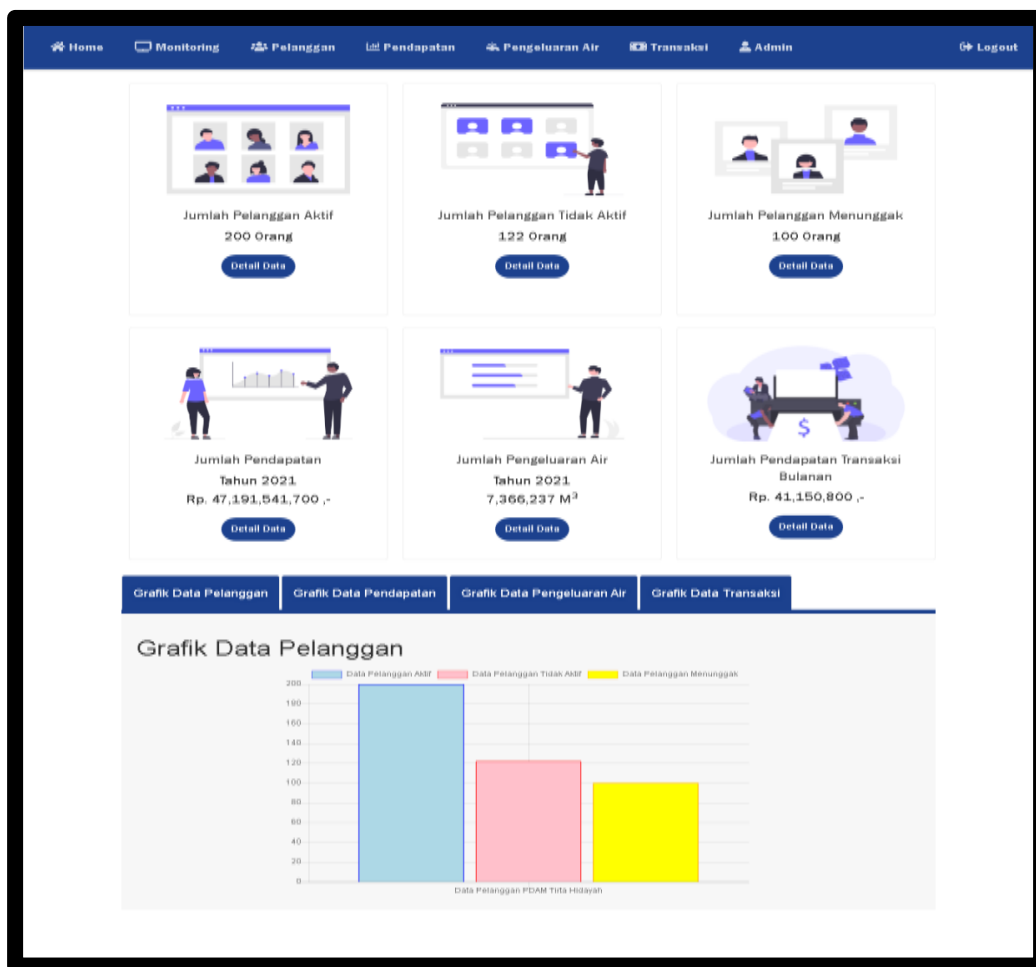 Home Monitoring Pelanggan Pendapatan Pengeluaran Air Transaksi Admin Logout
Jumlah Pelanggan Aktif
200 Orang
Detail Data
Jumlah Pelanggan Tidak Aktif
122 Orang
Detail Data
Jumlah Pelanggan Menunggak
100 Orang
Detail Data
Jumlah Pendapatan
Tahun 2021
Rp. 47,191,541,700 ,-
Detail Data
Jumlah Pengeluaran Air
Tahun 2021
7,366,237 M³
Detail Data
Jumlah Pendapatan Transaksi
Bulanan
Rp. 41,150,800 ,-
Detail Data
Grafik Data Pelanggan Grafik Data Pendapatan Grafik Data Pengeluaran Air Grafik Data Transaksi
Grafik Data Pelanggan
Data Pelanggan Aktif Data Pelanggan Tidak Aktif Data Pelanggan Menunggak
200
180
160
140
120
100
80
60
40
20
0
Data Pelanggan PDAM Tirta Hidayah